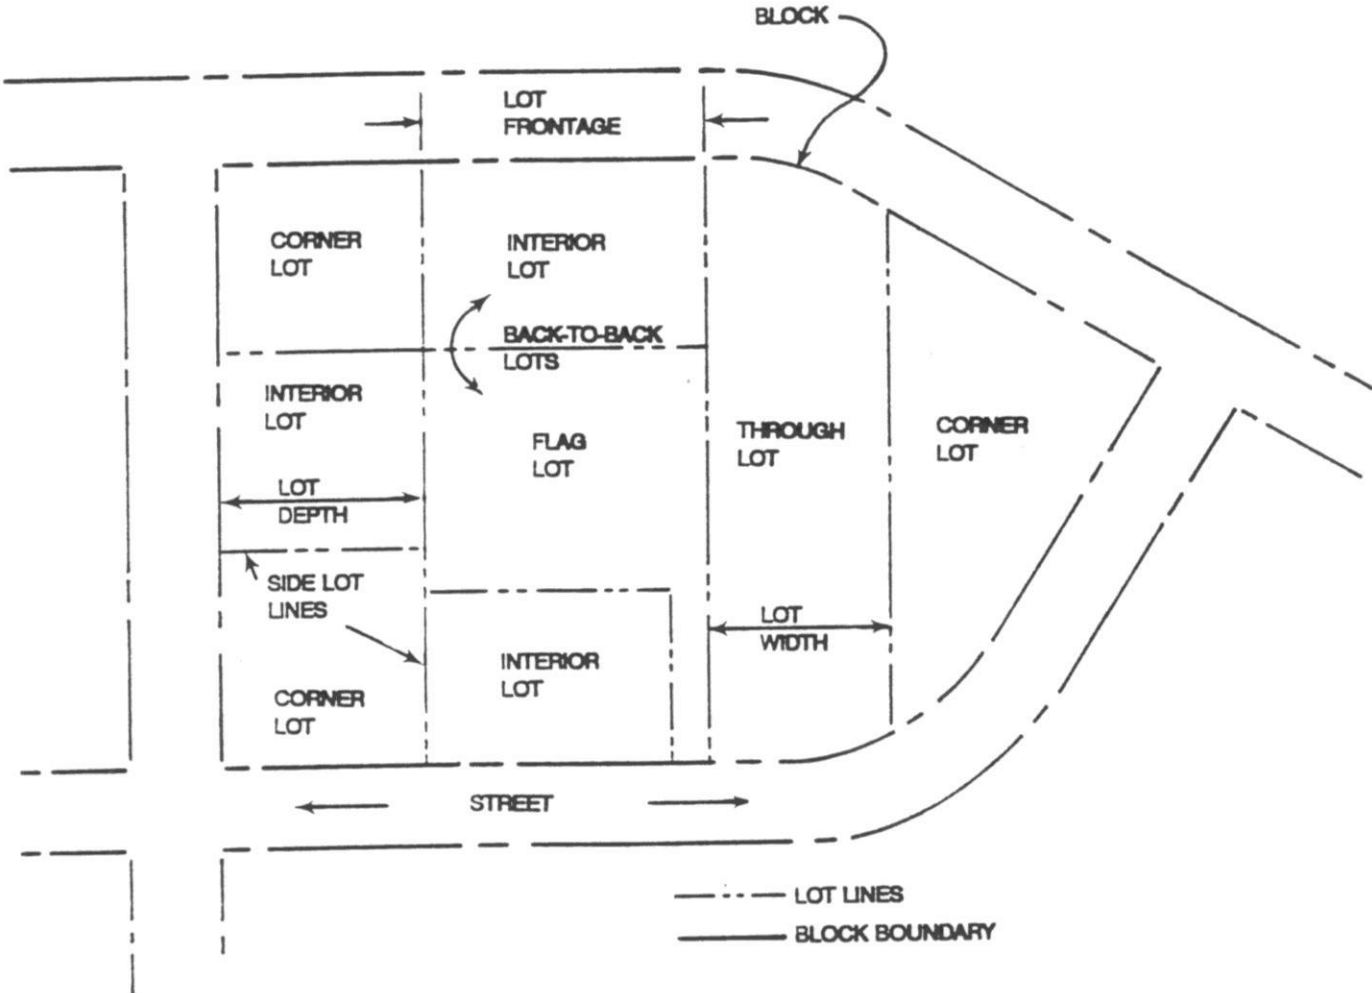 BLOCK
LOT
FRONTAGE
CORNER
LOT
INTERIOR
LOT
BACK-TO-BACK
LOTS
INTERIOR
LOT
FLAG
LOT
THROUGH
LOT
CORNER
LOT
LOT
DEPTH
SIDE LOT
LINES
LOT
WIDTH
INTERIOR
LOT
CORNER
LOT
STREET
LOT LINES
BLOCK BOUNDARY